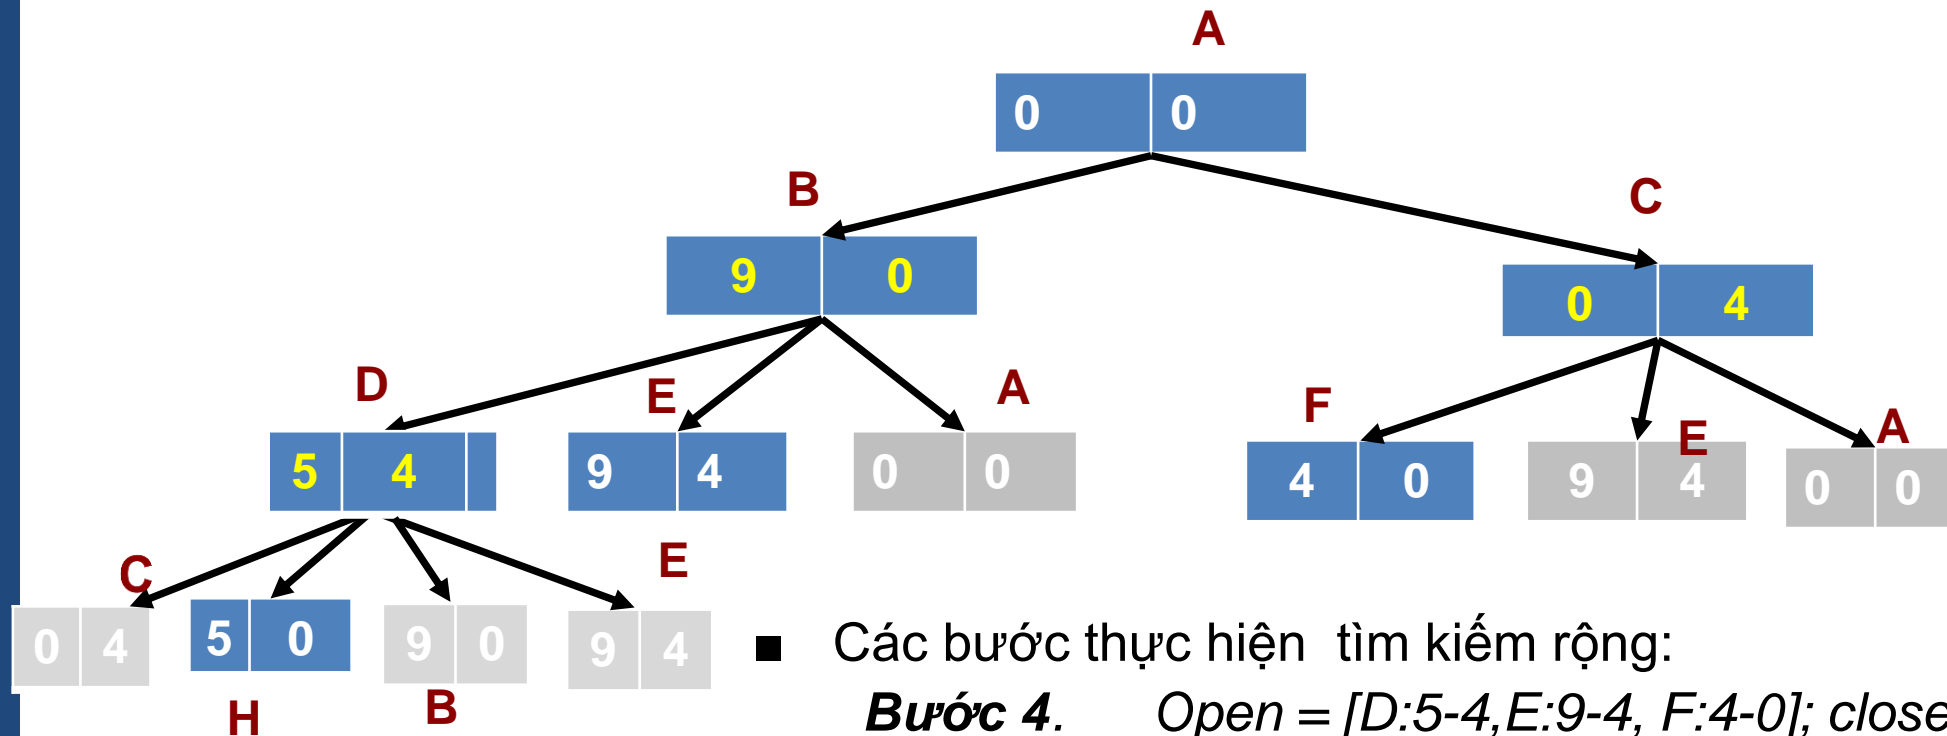 A
0 0
B
C
9 0
0 4
D E A
F E A
5 4
9 4
0 0
4 0
9 4
0 0
C
E
0 4
5 0
9 0
9 4
H
B
■ Các bước thực hiện tìm kiếm rộng:
Bước 4. Open = [D:5-4,E:9-4, F:4-0]; close